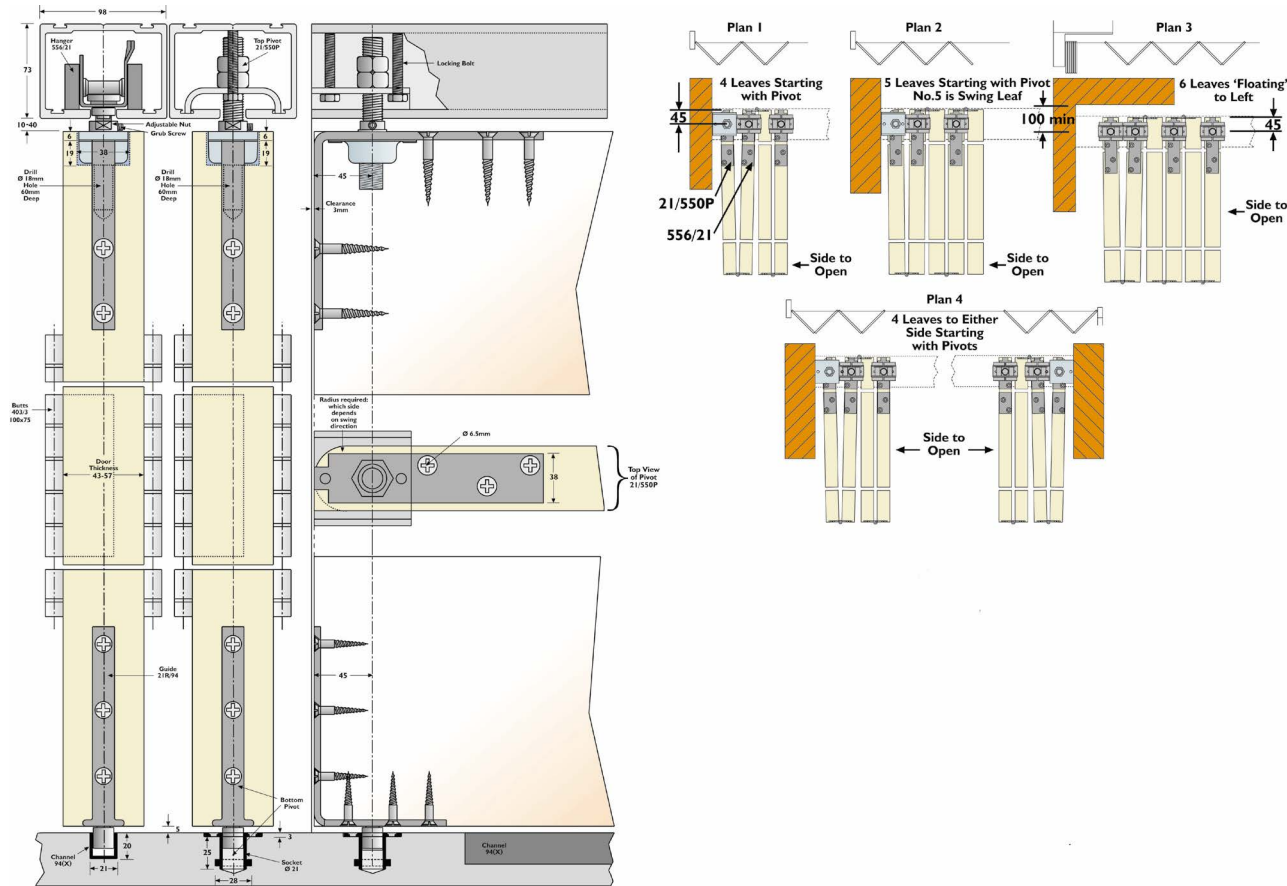 98
Hanger
556/21
Top Pivot
21/550P
73
Locking Bolt
10-40
Adjustable Nut
Grub Screw
6
19
38
6
19
Drill
Ø 18mm
Hole
60mm
Deep
Drill
Ø 18mm
Hole
60mm
Deep
45
Clearance
3mm
Butts
403/3
100x75
Door
Thickness
43-57
Radius required:
which side
depends
on swing
direction
Ø 6.5mm
38
Top View
of Pivot
21/550P
Guide
21R/94
45
Bottom
Pivot
5
Channel
94(X)
20
21
25
3
Socket
Ø 21
28
Channel
94(X)
Plan 1
4 Leaves Starting
with Pivot
45
21/550P
556/21
Side to
Open
Plan 2
5 Leaves Starting with Pivot
No.5 is Swing Leaf
Side to
Open
Plan 3
6 Leaves ‘Floating’
to Left
100 min
45
Side to
Open
Plan 4
4 Leaves to Either
Side Starting
with Pivots
Side to
Open